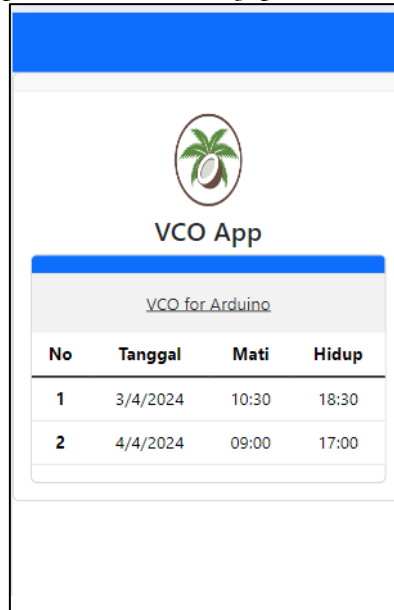 VCO App
VCO for Arduino
No Tanggal Mati Hidup
1 3/4/2024 10:30 18:30
2 4/4/2024 09:00 17:00